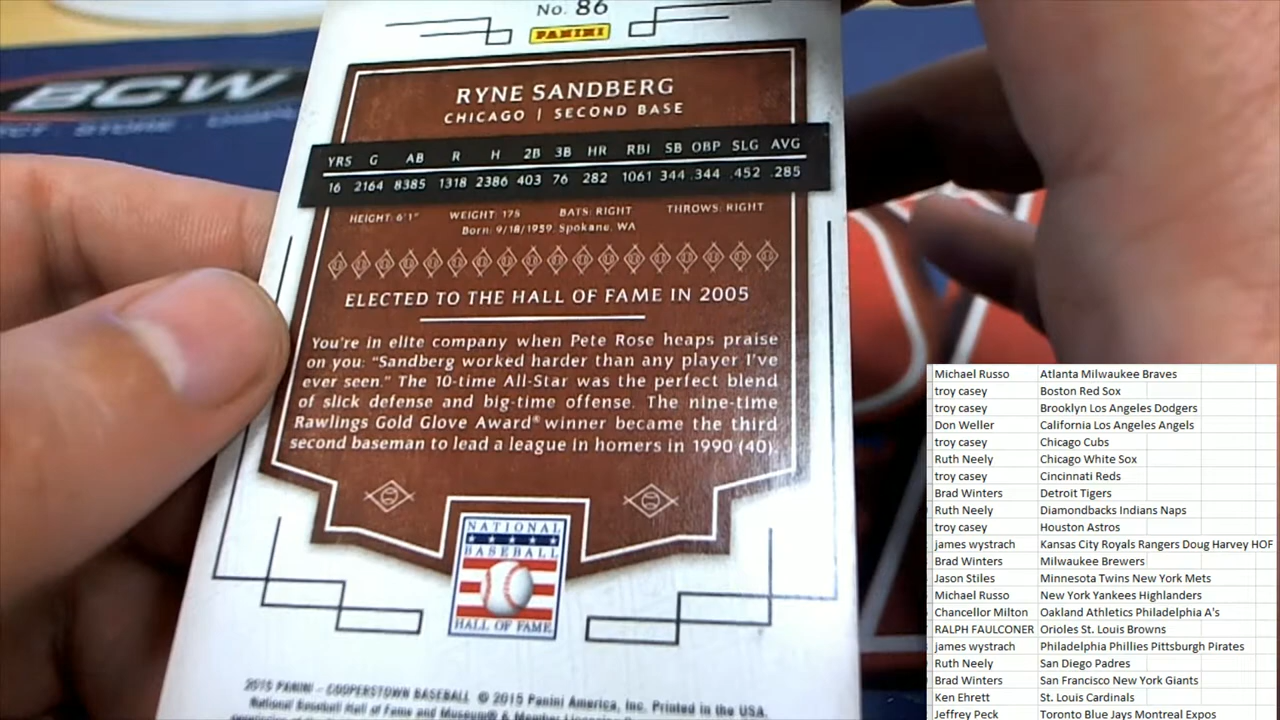 No. 86
PANINI
BCW
RYNE SANDBERG
CHICAGO | SECOND BASE
YRS G AB R H 2B 3B HR RBI SB OBP SLG AVG
16 2164 8385 1318 2386 403 76 282 1061 344 .344 .452 .285
HEIGHT: 6'1" WEIGHT: 175 BATS: RIGHT THROWS: RIGHT
Born: 9/18/1959, Spokane, WA
ELECTED TO THE HALL OF FAME IN 2005
You're in elite company when Pete Rose heaps praise
on you: “Sandberg worked harder than any player I've
ever seen.” The 10-time All-Star was the perfect blend
of slick defense and big-time offense. The nine-time
Rawlings Gold Glove Award® winner became the third
second baseman to lead a league in homers in 1990 (40).
NATIONAL
BASEBALL
HALL OF FAME
2015 PANINI – COOPERSTOWN BASEBALL © 2015 Panini America, Inc. Printed in the USA.
National Baseball Hall of Fame and Museum® & Member
Michael Russo Atlanta Milwaukee Braves
troy casey Boston Red Sox
troy casey Brooklyn Los Angeles Dodgers
Don Weller California Los Angeles Angels
troy casey Chicago Cubs
Ruth Neely Chicago White Sox
troy casey Cincinnati Reds
Brad Winters Detroit Tigers
Ruth Neely Diamondbacks Indians Naps
troy casey Houston Astros
james wystrach Kansas City Royals Rangers Doug Harvey HOF
Brad Winters Milwaukee Brewers
Jason Stiles Minnesota Twins New York Mets
Michael Russo New York Yankees Highlanders
Chancellor Milton Oakland Athletics Philadelphia A's
RALPH FAULCONER Orioles St. Louis Browns
james wystrach Philadelphia Phillies Pittsburgh Pirates
Ruth Neely San Diego Padres
Brad Winters San Francisco New York Giants
Ken Ehrett St. Louis Cardinals
Jeffrey Peck Toronto Blue Jays Montreal Expos